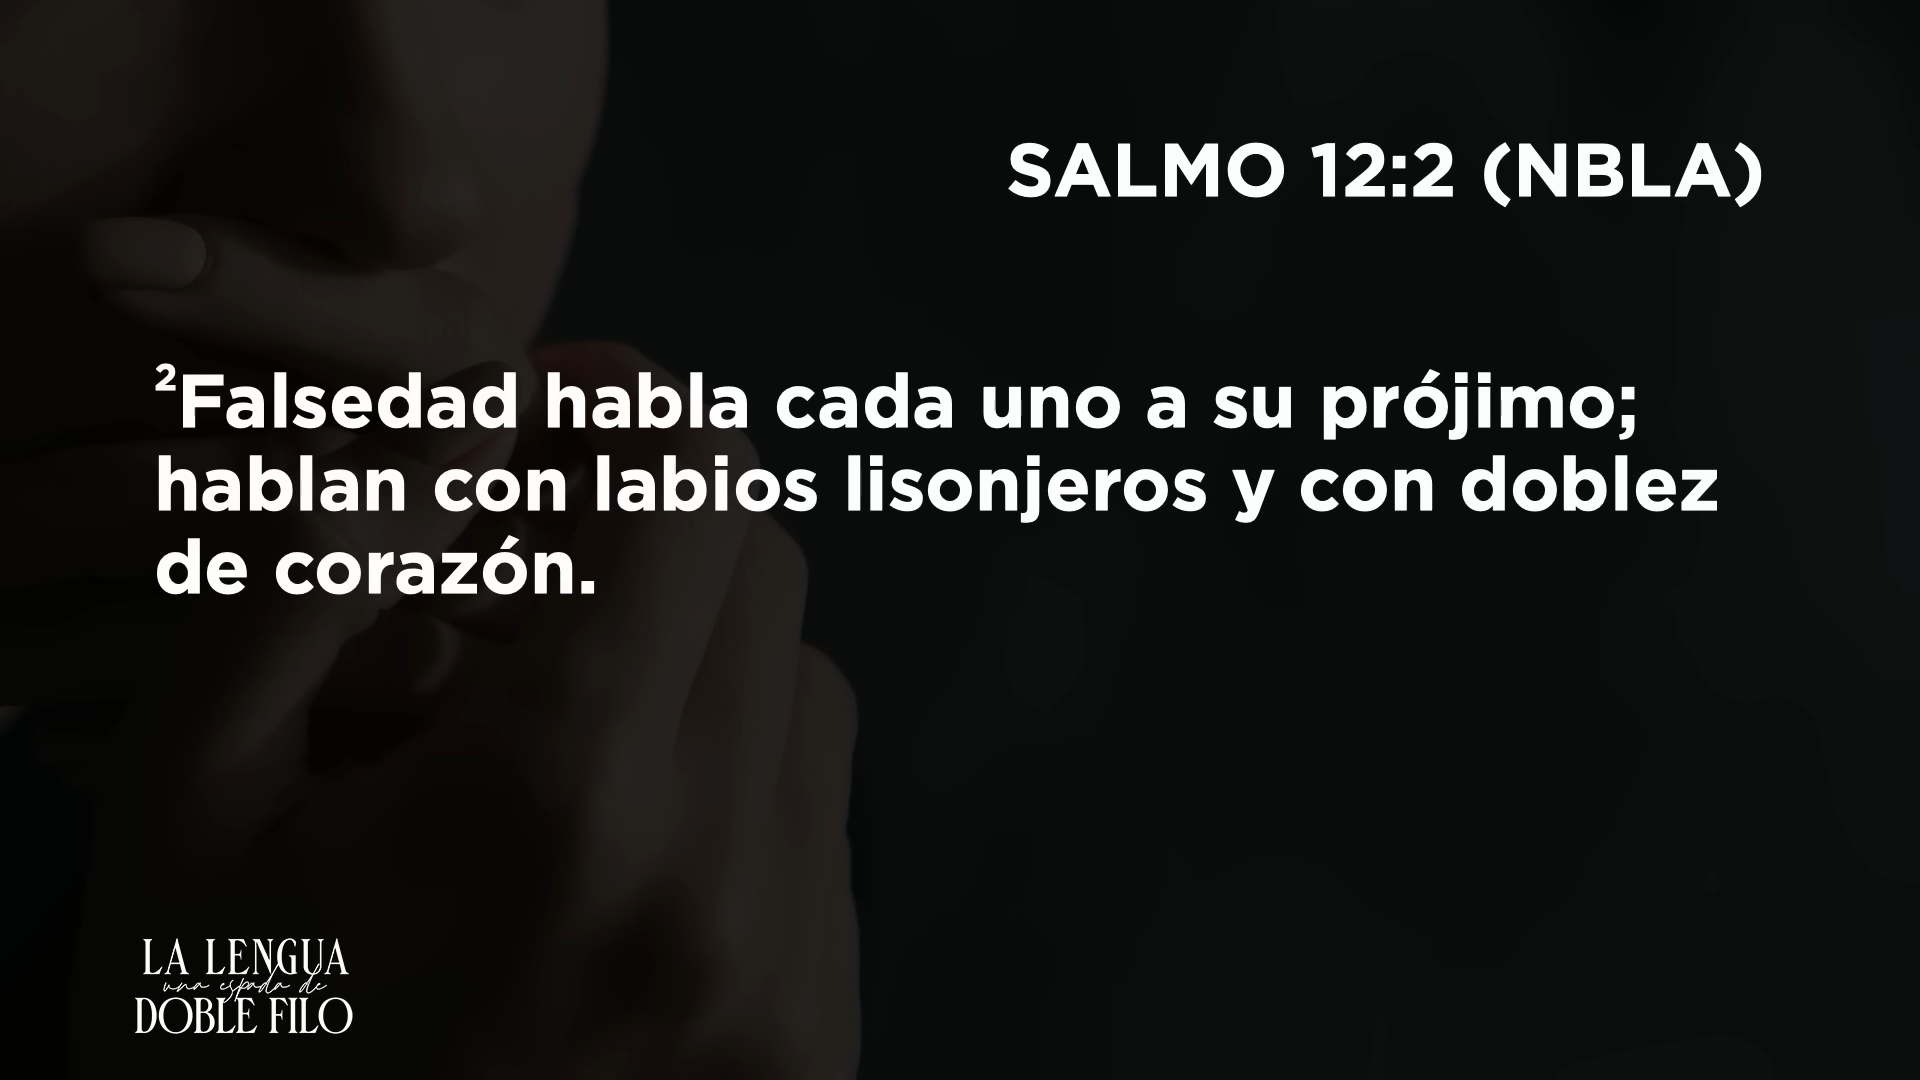 SALMO 12:2 (NBLA)
²Falsedad habla cada uno a su prójimo;
hablan con labios lisonjeros y con doblez
de corazón.
LA LENGUA
una espada de
DOBLE FILO